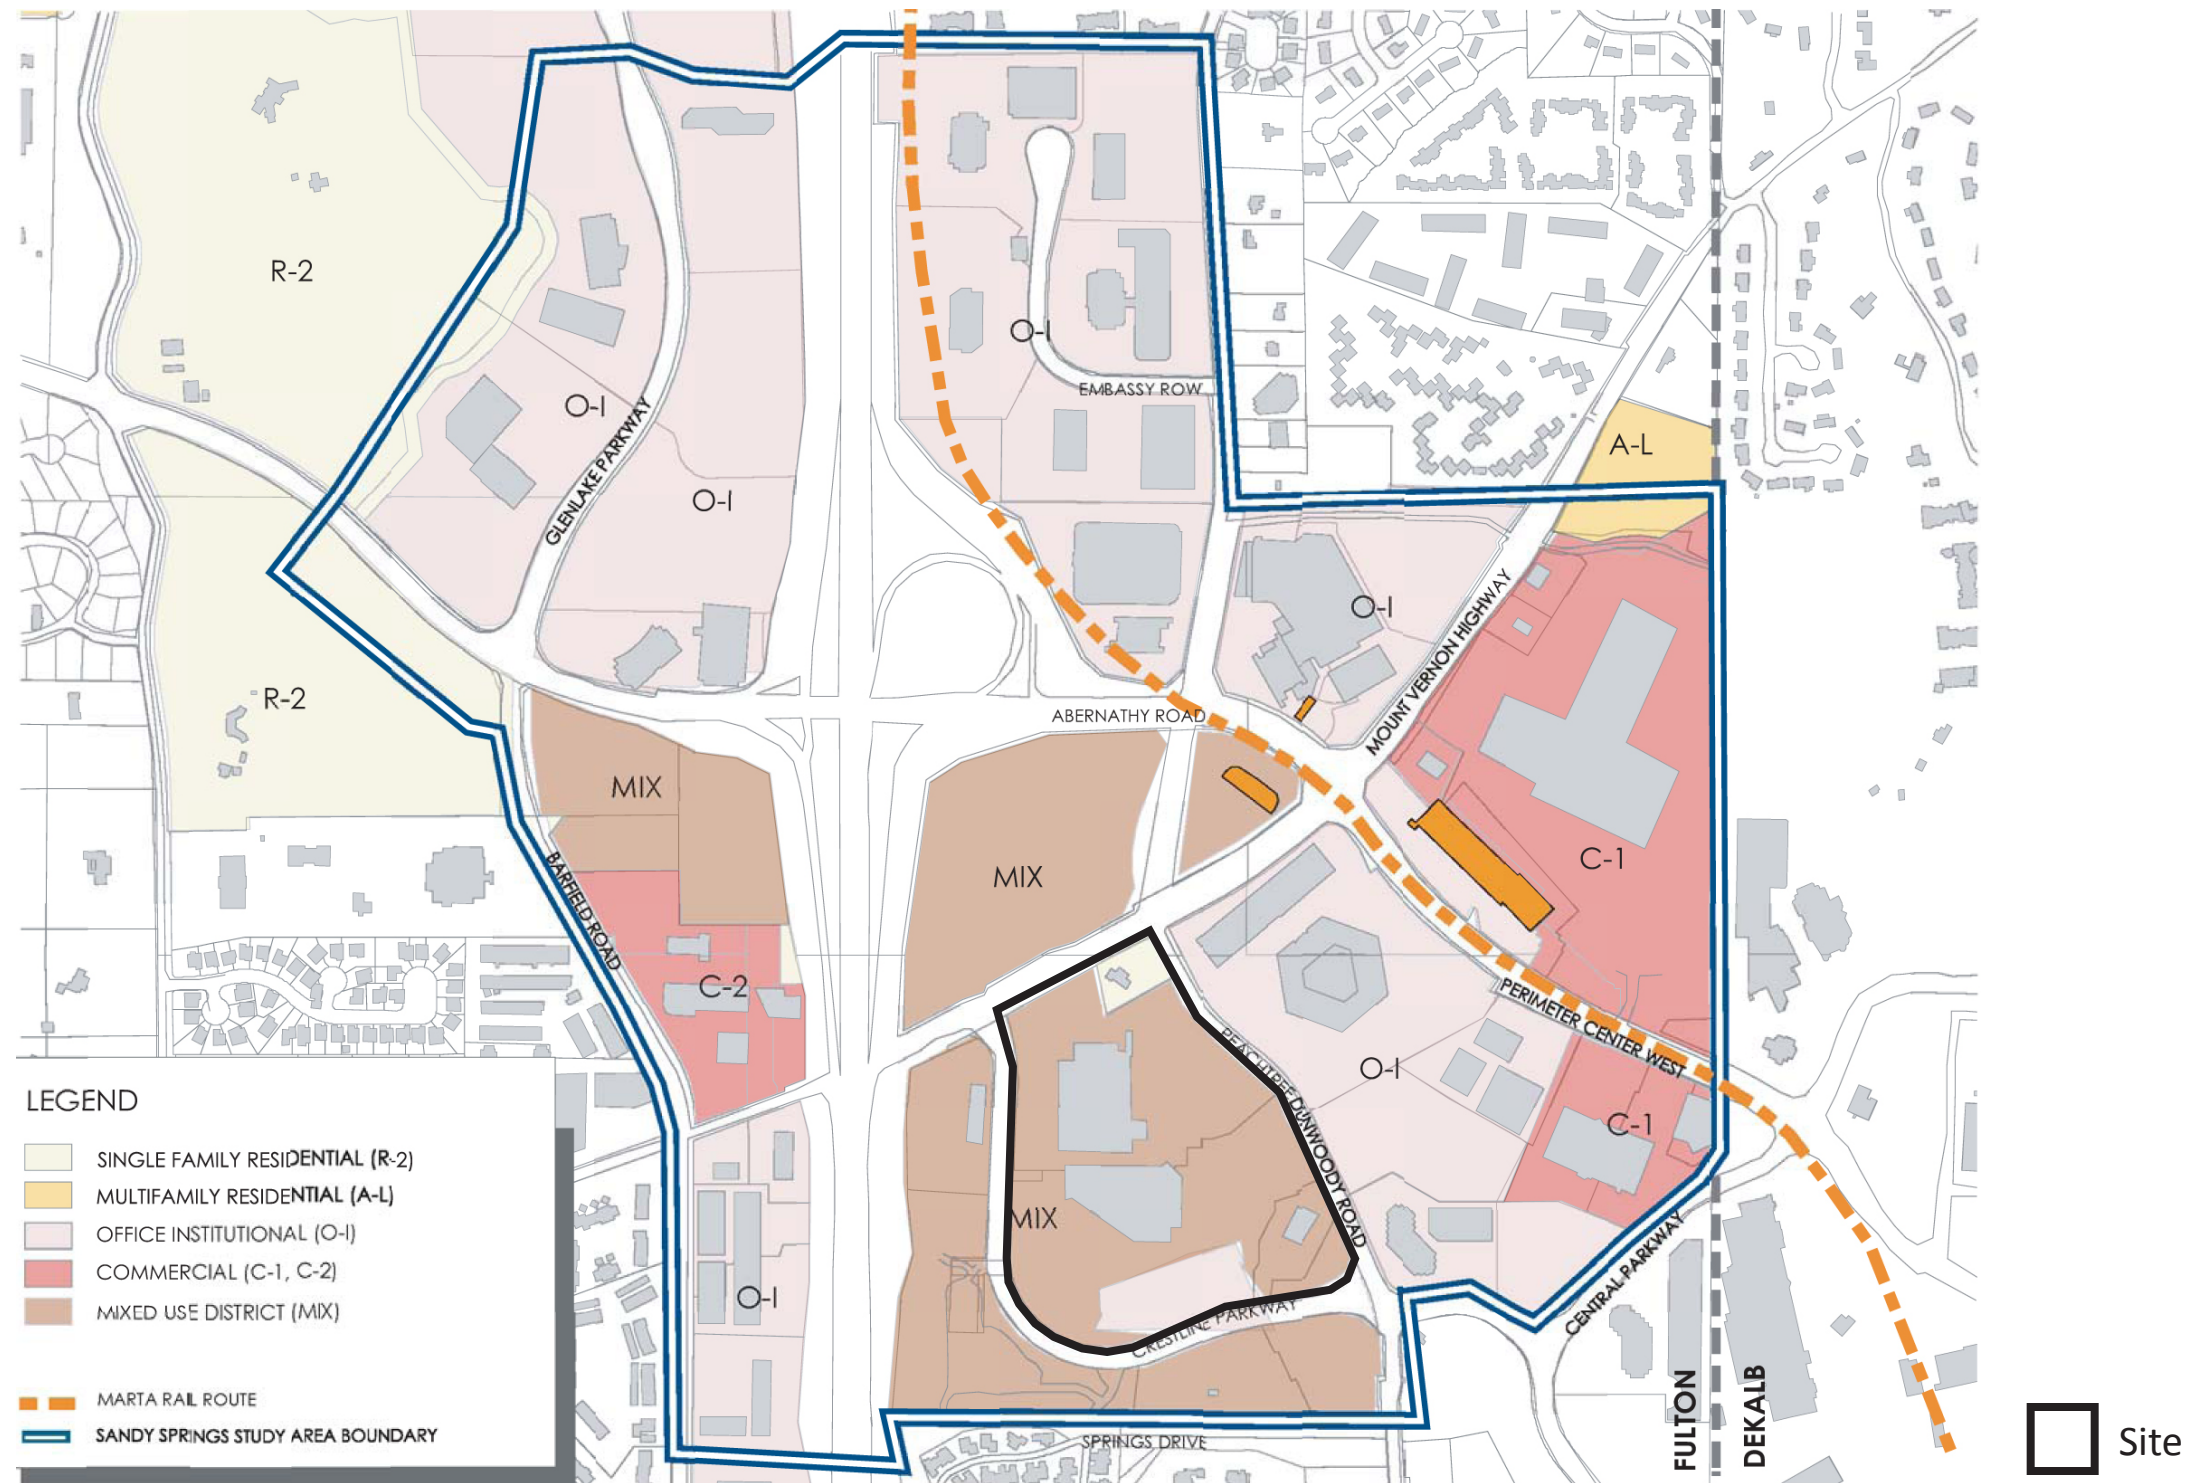 R-2
O-I
EMBASSY ROW
O-I
A-L
GLENLAKE PARKWAY
O-I
O-I
MOUNT VERNON HIGHWAY
R-2
ABERNATHY ROAD
MIX
MIX
C-1
BARFIELD ROAD
C-2
PERIMETER CENTER WEST
PEACHTREE DUNWOODY ROAD
O-I
C-1
MIX
O-I
CRESTLINE PARKWAY
CENTRAL PARKWAY
SPRINGS DRIVE
FULTON
DEKALB
LEGEND
SINGLE FAMILY RESIDENTIAL (R-2)
MULTIFAMILY RESIDENTIAL (A-L)
OFFICE INSTITUTIONAL (O-I)
COMMERCIAL (C-1, C-2)
MIXED USE DISTRICT (MIX)
MARTA RAIL ROUTE
SANDY SPRINGS STUDY AREA BOUNDARY
Site